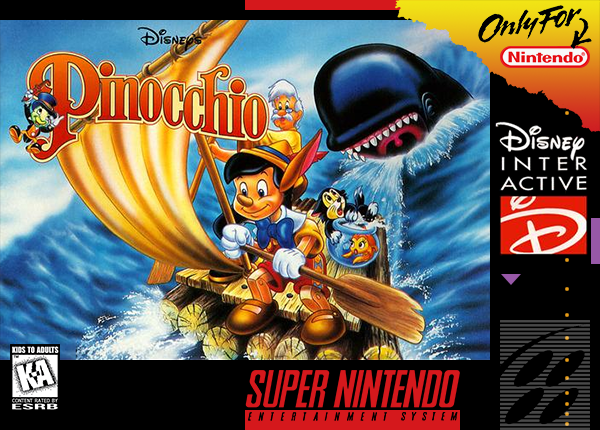 Only For
Nintendo
Disney's
Pinocchio
Disney
INTER
ACTIVE
KIDS TO ADULTS
KA
CONTENT RATED BY
ESRB
SUPER NINTENDO
ENTERTAINMENT SYSTEM